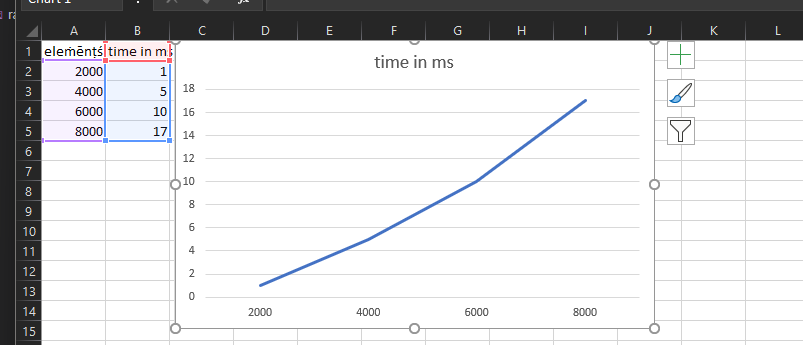 ra
Chart 1
fx
A B C D E F G H I J K L
1 elements time in ms
2 2000 1
3 4000 5
4 6000 10
5 8000 17
6
7
8
9
10
11
12
13
14
15
time in ms
18
16
14
12
10
8
6
4
2
0
2000 4000 6000 8000